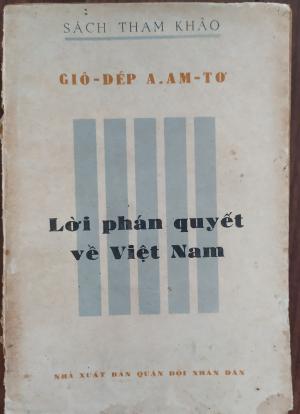 SÁCH THAM KHẢO
GIÔ-DÉP A. AM-TƠ
Lời phán quyết
về Việt Nam
NHÀ XUẤT BẢN QUÂN ĐỘI NHÂN DÂN